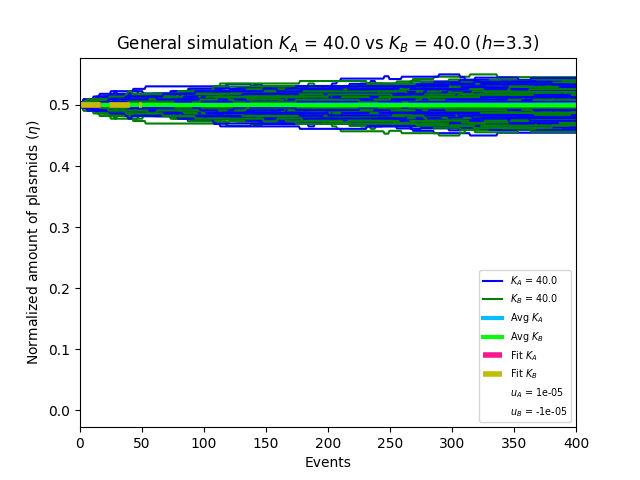 General simulation K_A = 40.0 vs K_B = 40.0 (h=3.3)
Normalized amount of plasmids (η)
0.5
0.4
0.3
0.2
0.1
0.0
K_A = 40.0
K_B = 40.0
Avg K_A
Avg K_B
Fit K_A
Fit K_B
u_A = 1e-05
u_B = -1e-05
0 50 100 150 200 250 300 350 400
Events